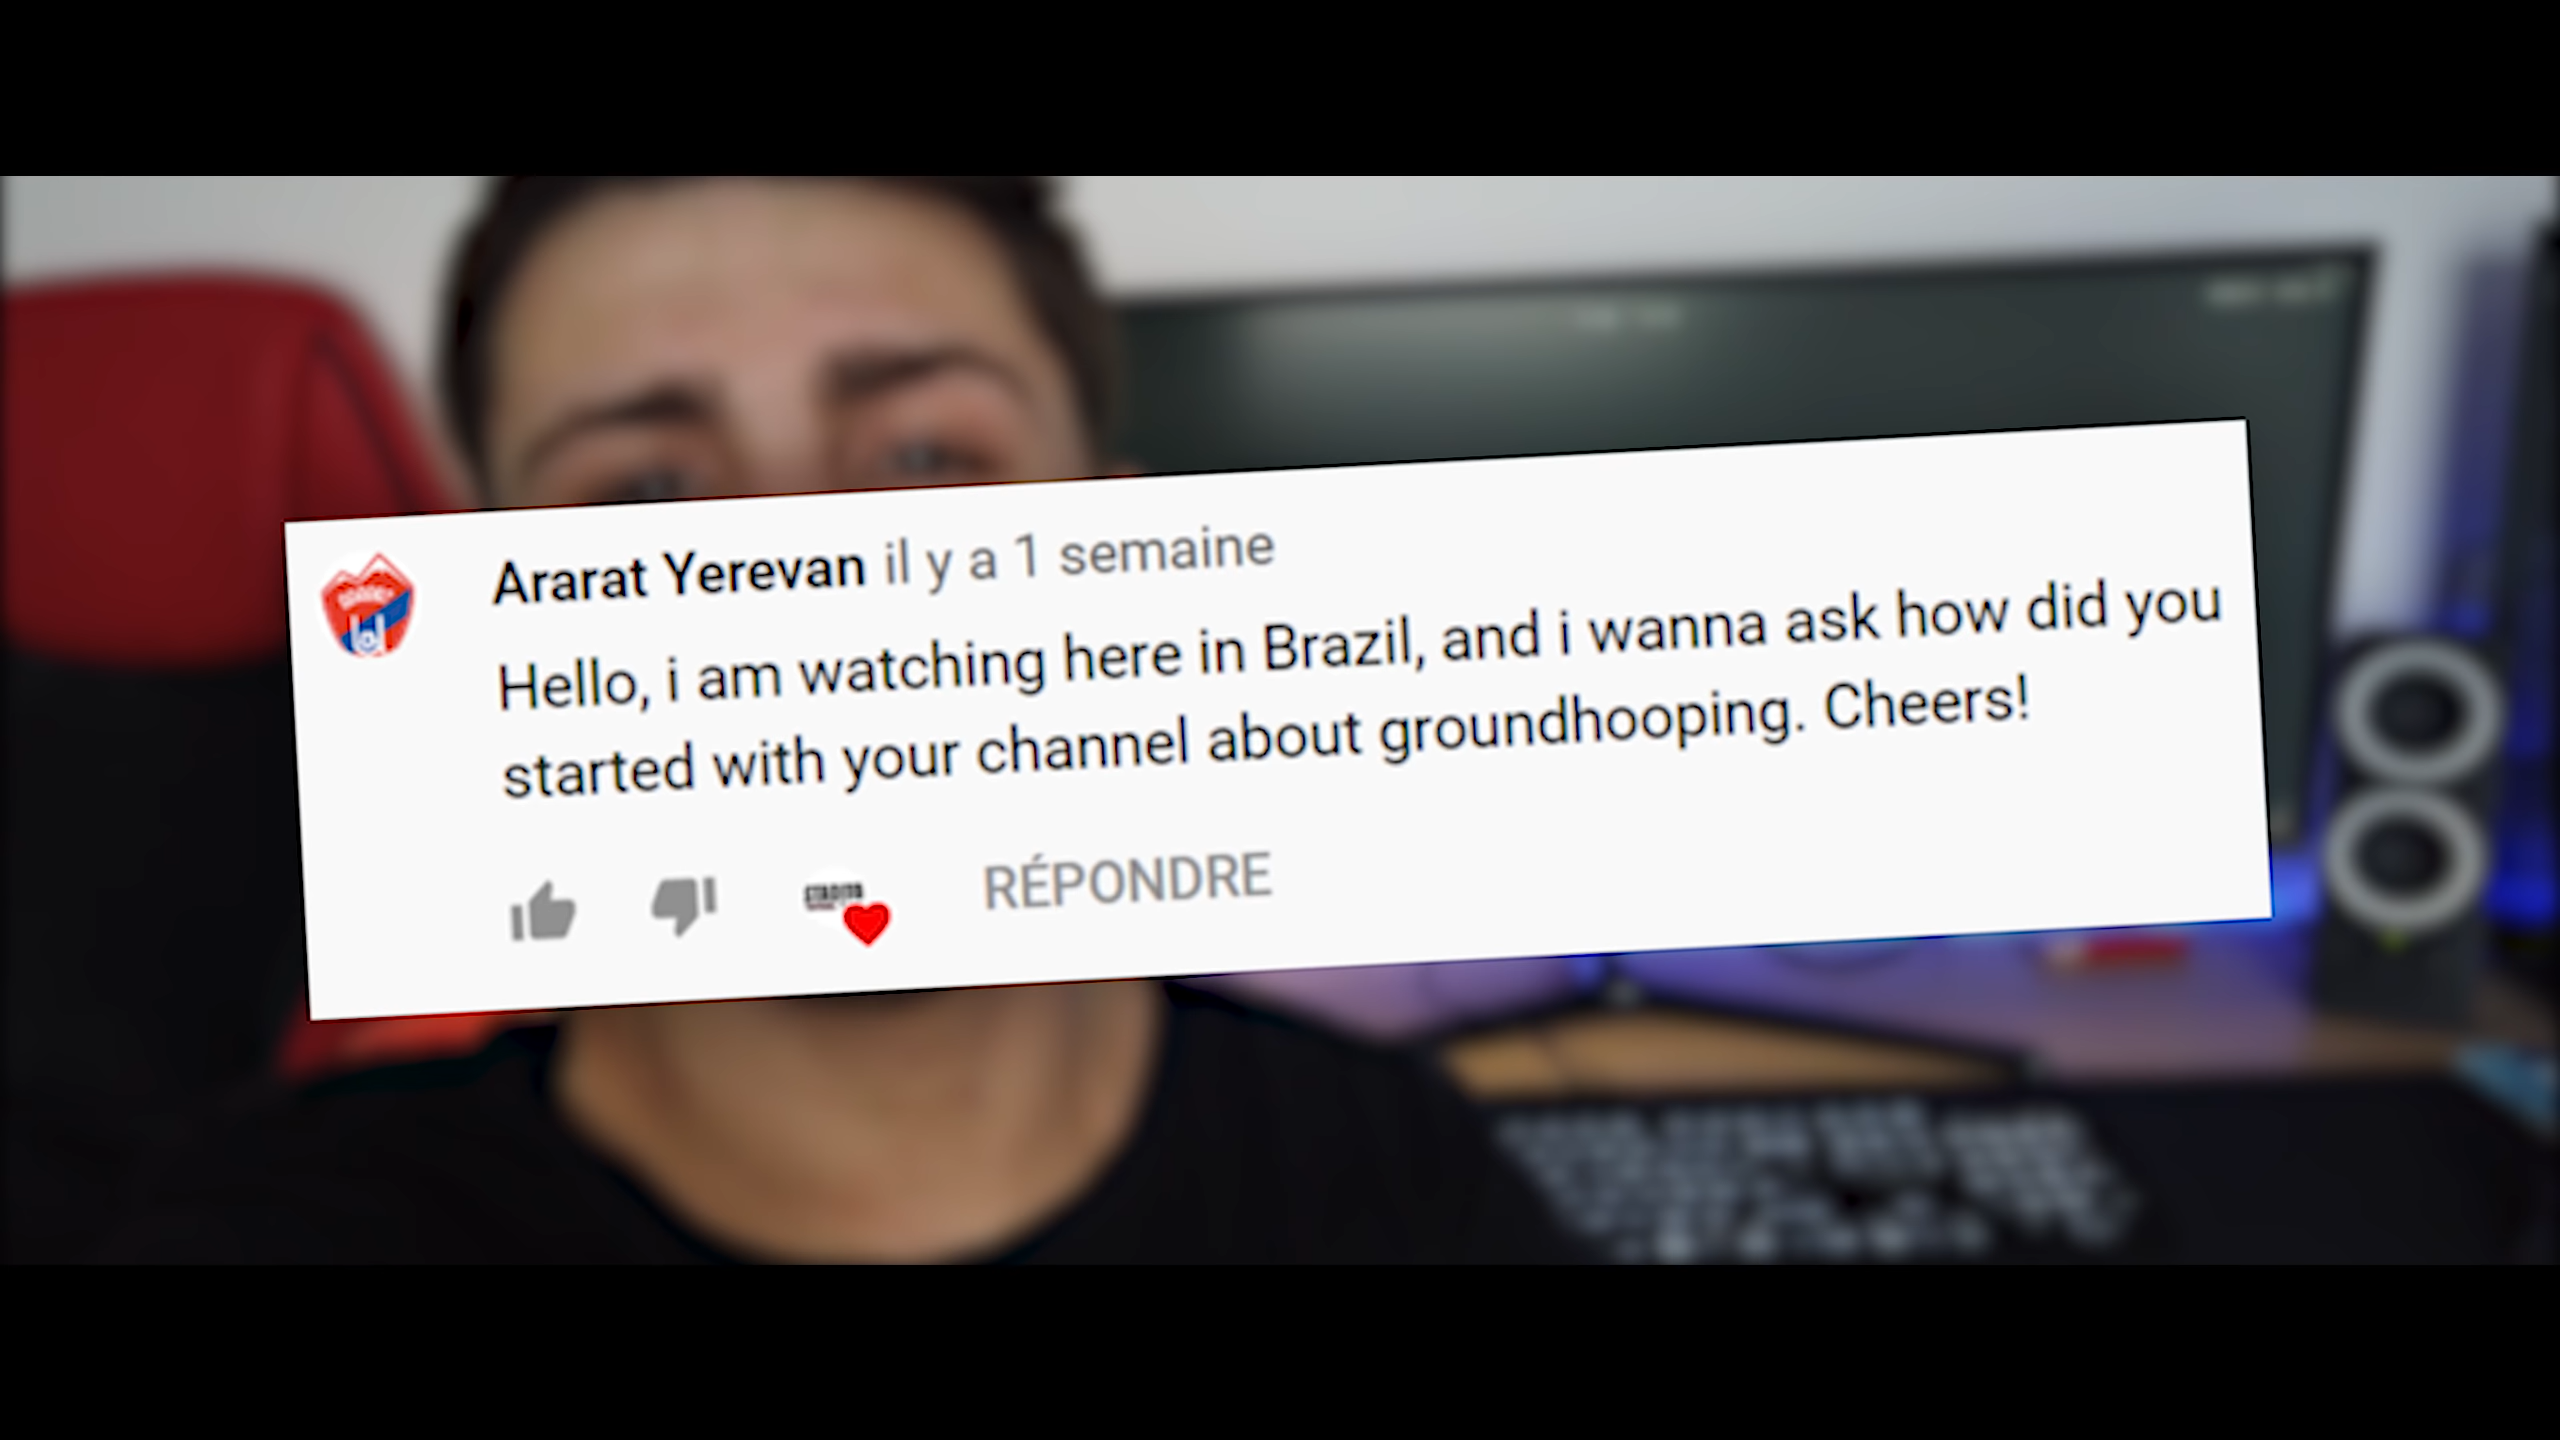 Ararat Yerevan il y a 1 semaine
Hello, i am watching here in Brazil, and i wanna ask how did you
started with your channel about groundhooping. Cheers!
RÉPONDRE